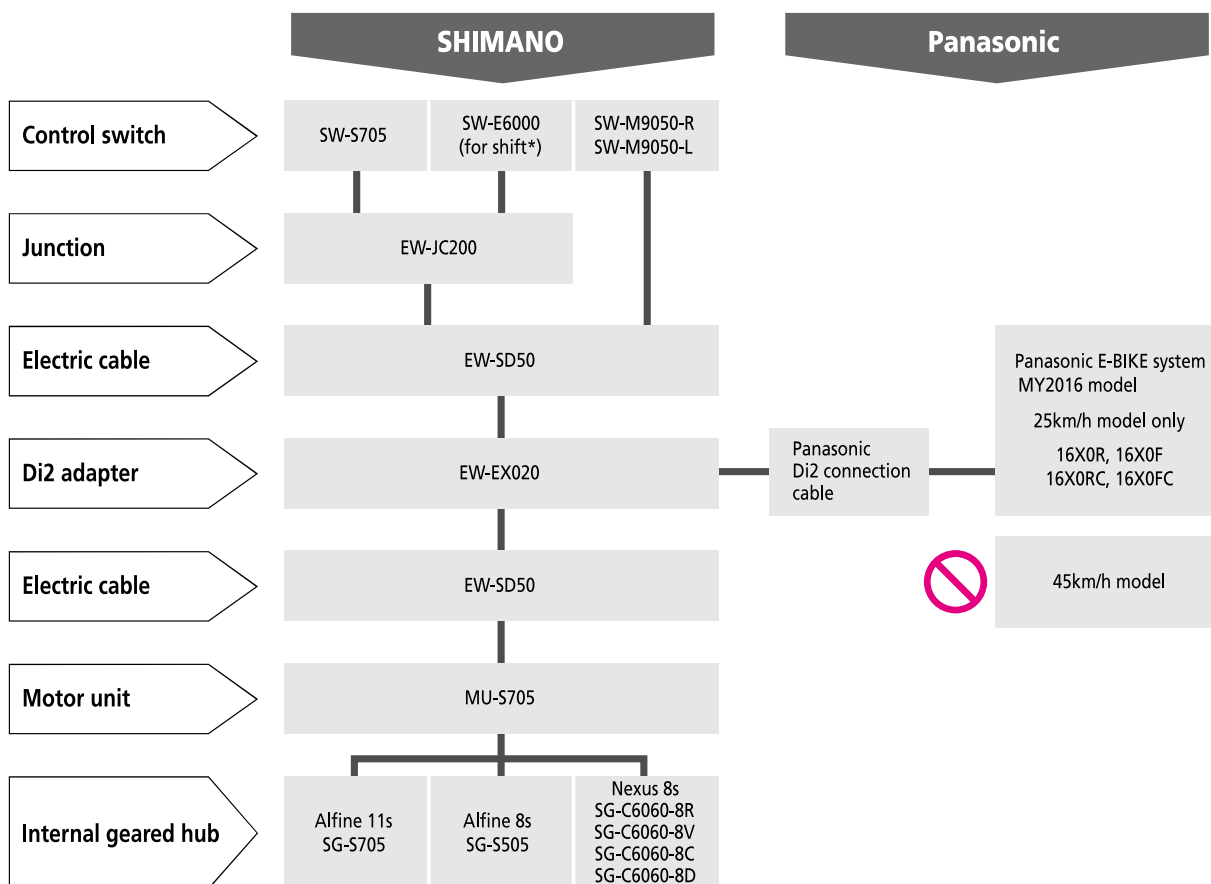 SHIMANO
Panasonic
Control switch
SW-S705
SW-E6000
(for shift*)
SW-M9050-R
SW-M9050-L
Junction
EW-JC200
Electric cable
EW-SD50
Panasonic E-BIKE system
MY2016 model
25km/h model only
16X0R, 16X0F
16X0RC, 16X0FC
Di2 adapter
EW-EX020
Panasonic
Di2 connection
cable
Electric cable
EW-SD50
45km/h model
Motor unit
MU-S705
Internal geared hub
Alfine 11s
SG-S705
Alfine 8s
SG-S505
Nexus 8s
SG-C6060-8R
SG-C6060-8V
SG-C6060-8C
SG-C6060-8D